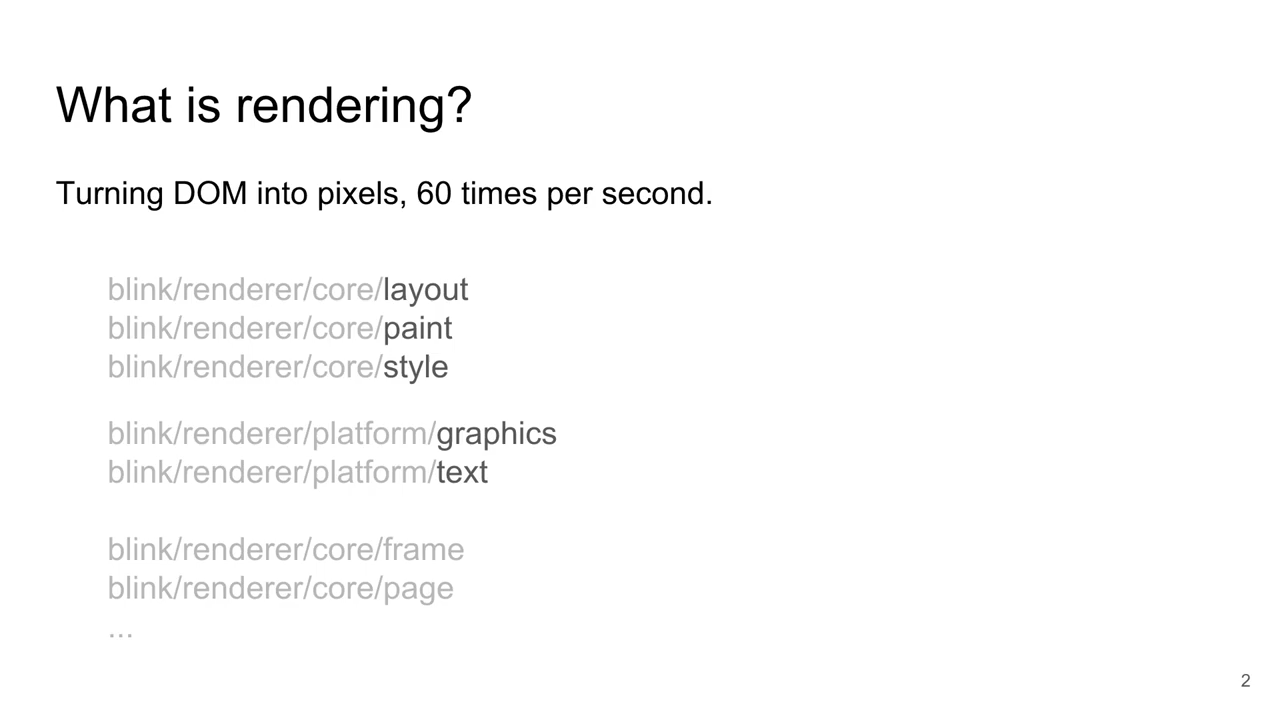 What is rendering?
Turning DOM into pixels, 60 times per second.
blink/renderer/core/layout
blink/renderer/core/paint
blink/renderer/core/style
blink/renderer/platform/graphics
blink/renderer/platform/text
blink/renderer/core/frame
blink/renderer/core/page
...
2